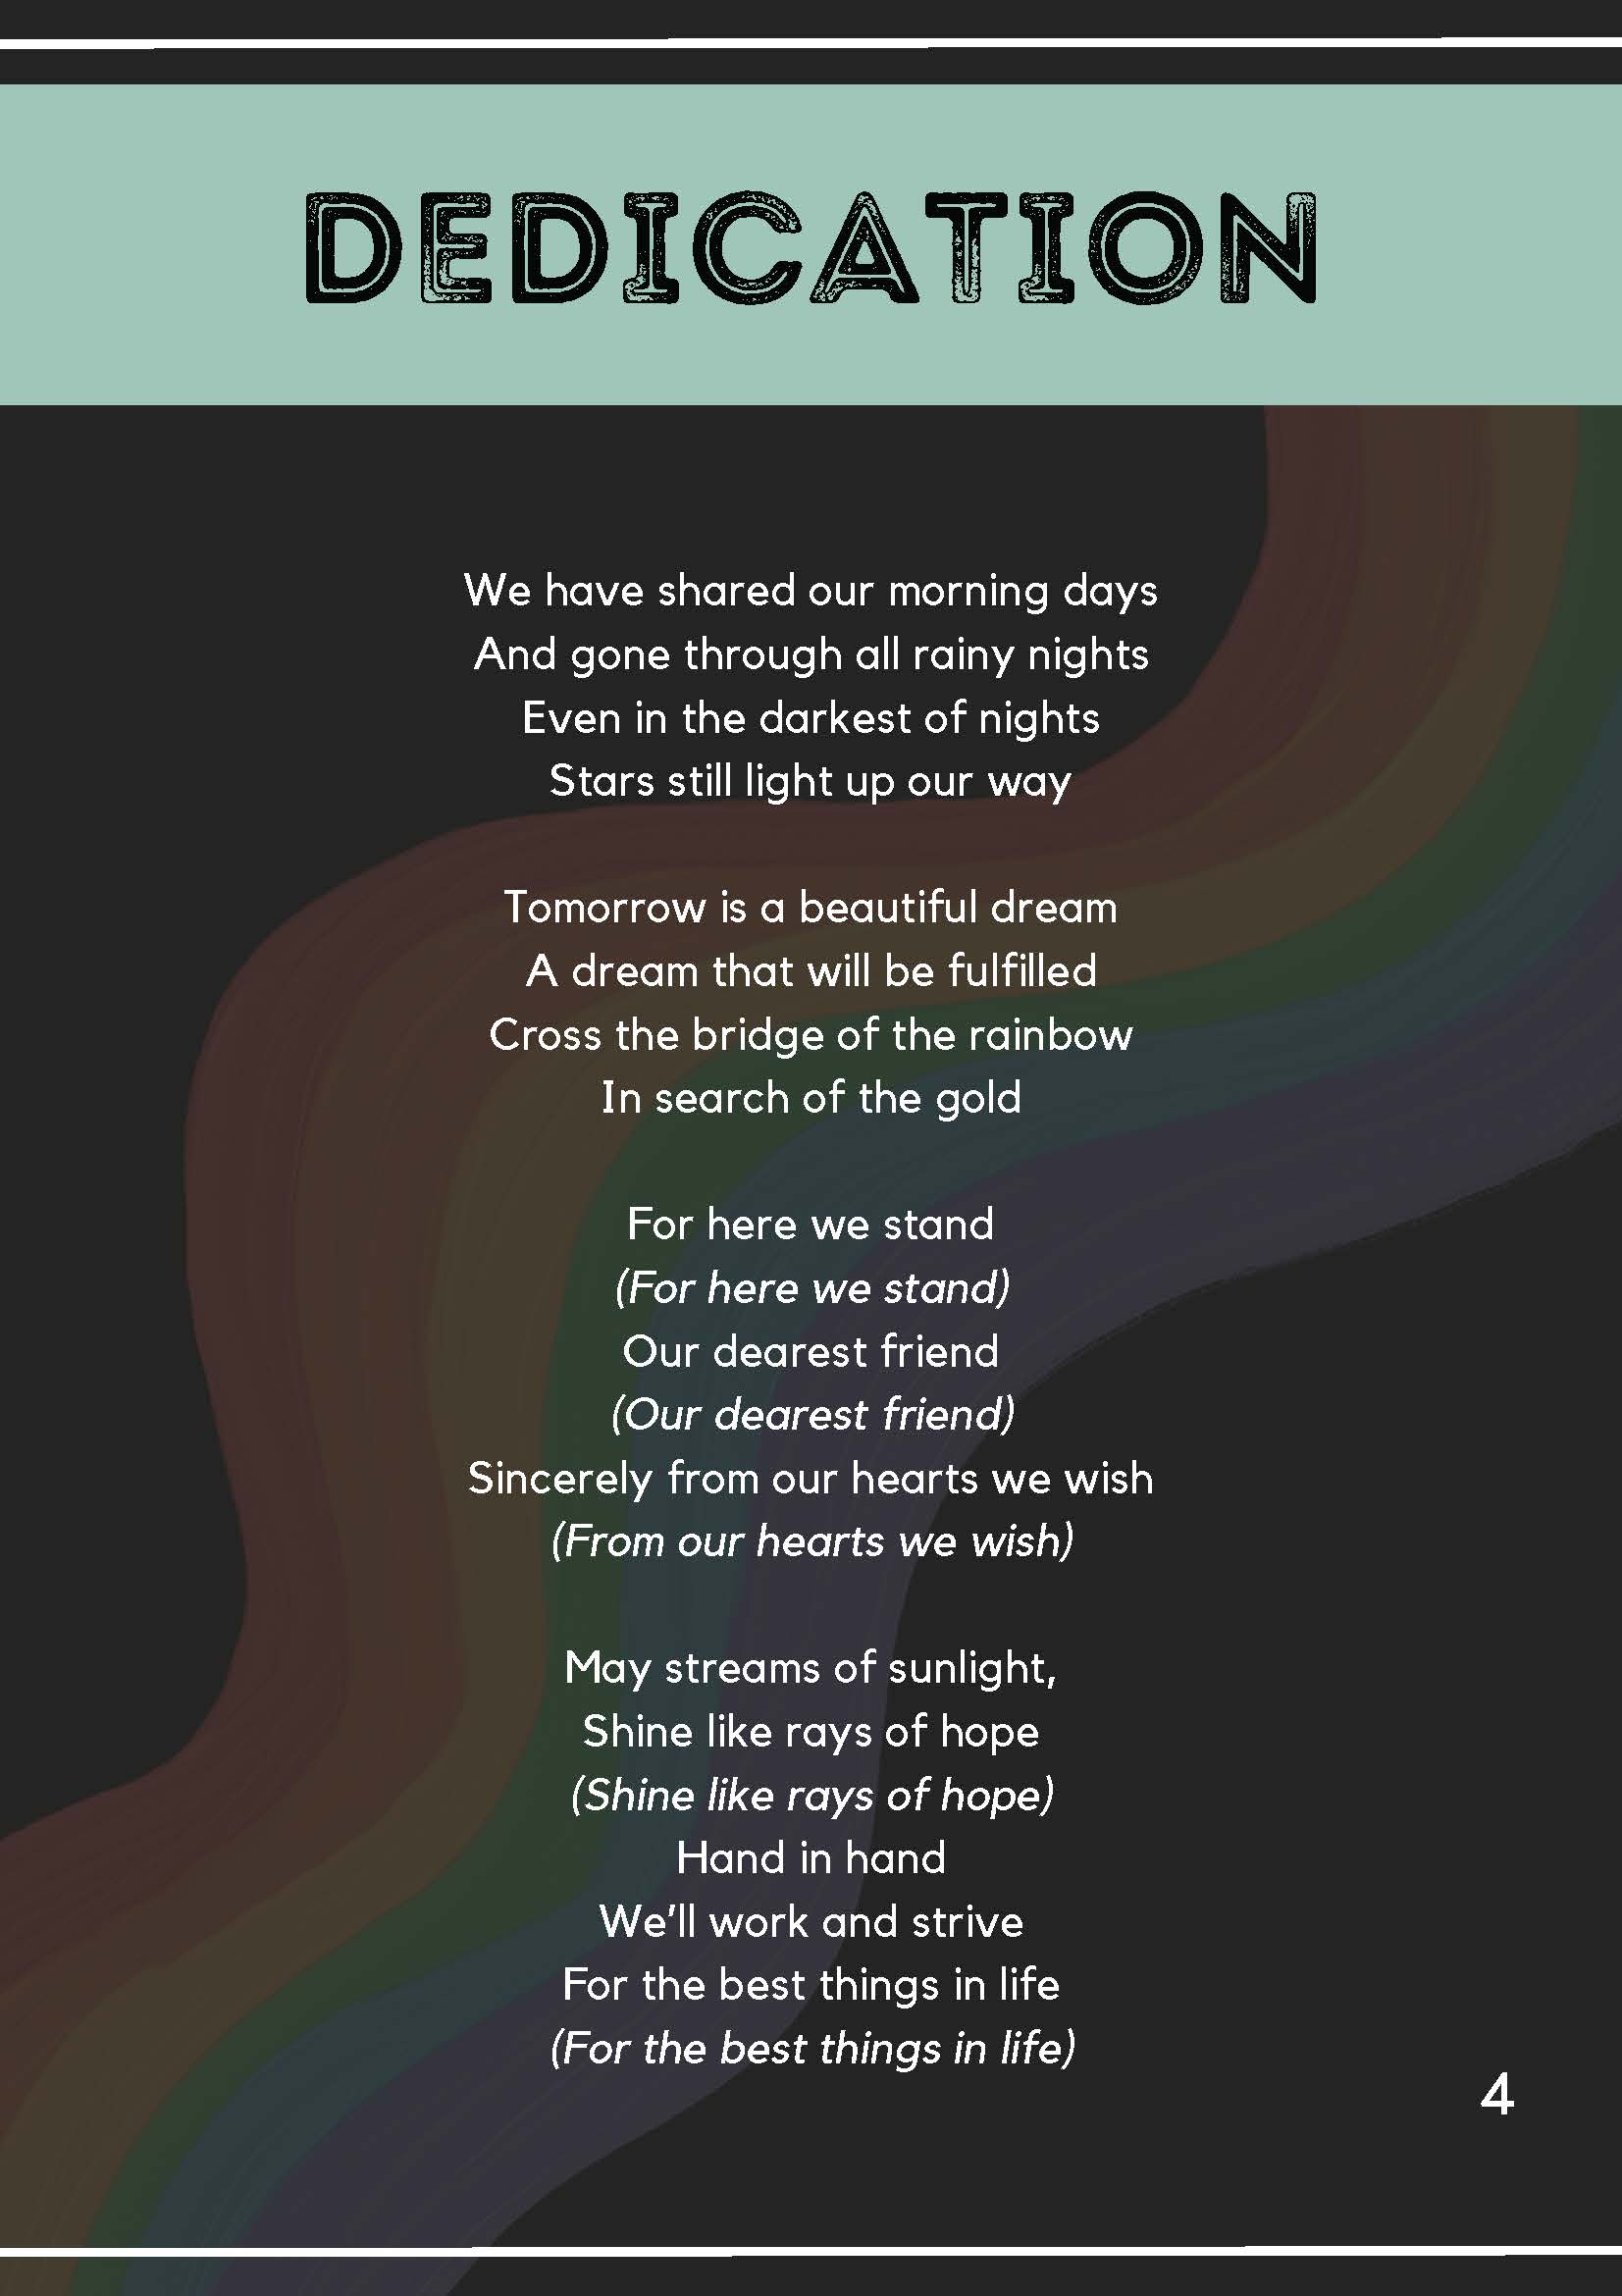 DEDICATION
We have shared our morning days
And gone through all rainy nights
Even in the darkest of nights
Stars still light up our way
Tomorrow is a beautiful dream
A dream that will be fulfilled
Cross the bridge of the rainbow
In search of the gold
For here we stand
(For here we stand)
Our dearest friend
(Our dearest friend)
Sincerely from our hearts we wish
(From our hearts we wish)
May streams of sunlight,
Shine like rays of hope
(Shine like rays of hope)
Hand in hand
We'll work and strive
For the best things in life
(For the best things in life)
4